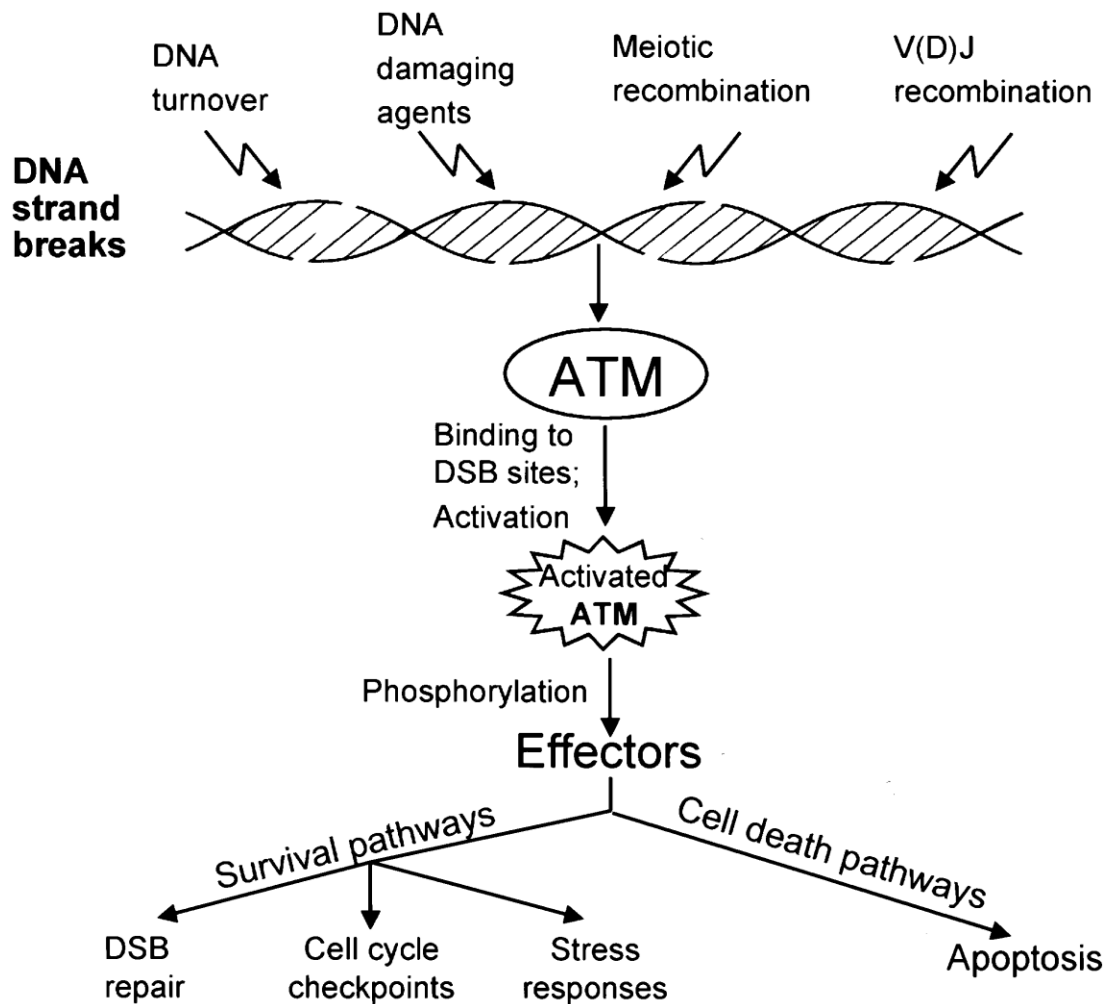 DNA
turnover
DNA
damaging
agents
Meiotic
recombination
V(D)J
recombination
DNA
strand
breaks
ATM
Binding to
DSB sites;
Activation
Activated
ATM
Phosphorylation
Effectors
Survival pathways
Cell death pathways
DSB
repair
Cell cycle
checkpoints
Stress
responses
Apoptosis